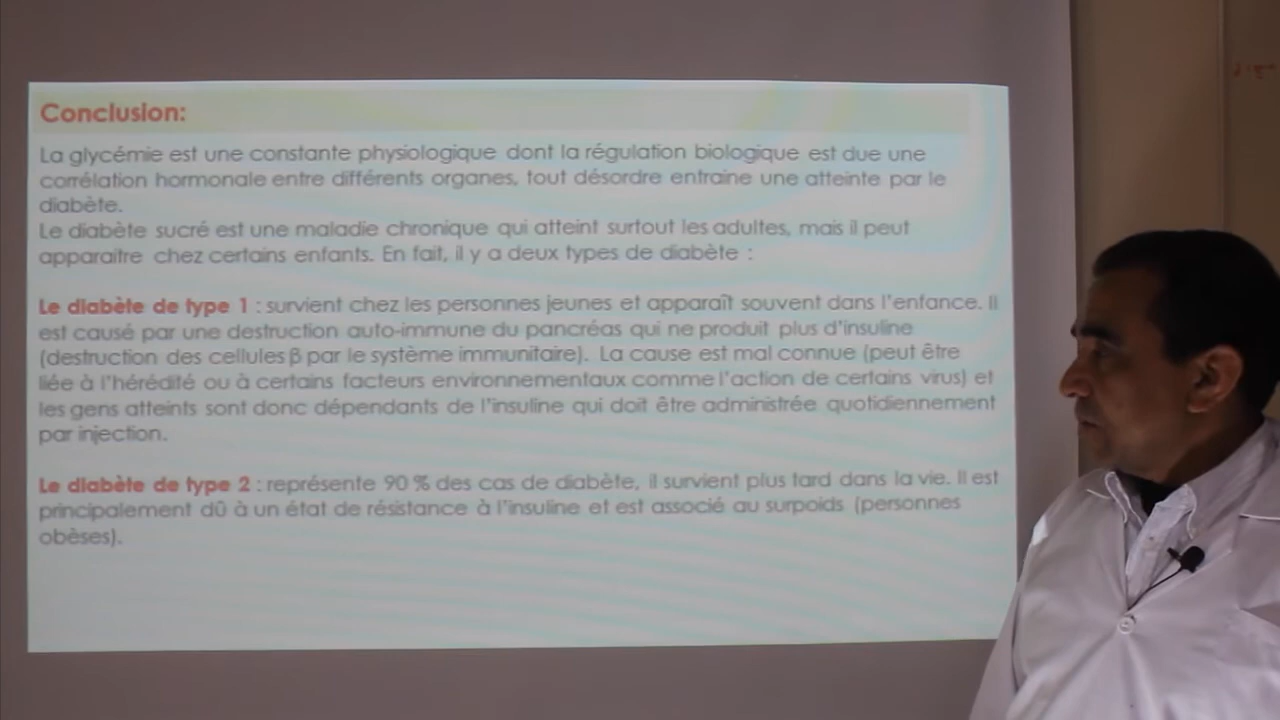 Conclusion:
La glycémie est une constante physiologique dont la régulation biologique est due une
corrélation hormonale entre différents organes, tout désordre entraine une atteinte par le
diabète.
Le diabète sucré est une maladie chronique qui atteint surtout les adultes, mais il peut
apparaitre chez certains enfants. En fait, il y a deux types de diabète :
Le diabète de type 1 : survient chez les personnes jeunes et apparaît souvent dans l'enfance. Il
est causé par une destruction auto-immune du pancréas qui ne produit plus d'insuline
(destruction des cellules β par le système immunitaire). La cause est mal connue (peut être
liée à l'hérédité ou à certains facteurs environnementaux comme l'action de certains virus) et
les gens atteints sont donc dépendants de l'insuline qui doit être administrée quotidiennement
par injection.
Le diabète de type 2 : représente 90 % des cas de diabète, il survient plus tard dans la vie. Il est
principalement dû à un état de résistance à l'insuline et est associé au surpoids (personnes
obèses).